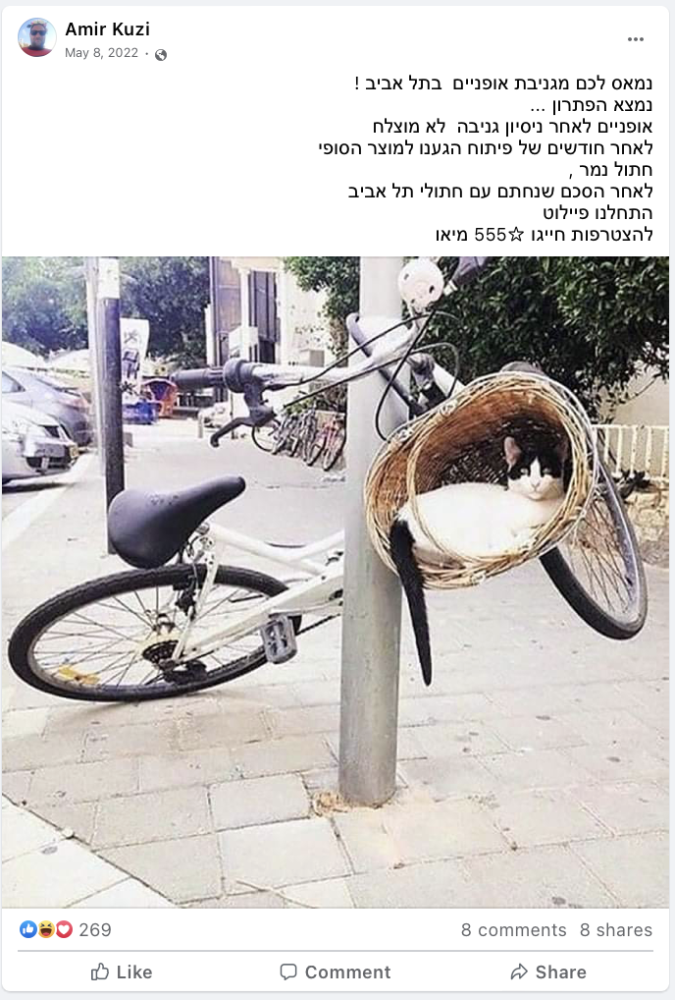 Amir Kuzi
May 8, 2022 ·
נמאס לכם מגניבת אופניים  בתל אביב !
נמצא הפתרון ...
אופניים לאחר ניסיון גניבה  לא מוצלח
לאחר חודשים של פיתוח הגענו למוצר הסופי
חתול נמר ,
לאחר הסכם שנחתם עם חתולי תל אביב
התחלנו פיילוט
להצטרפות חייגו ☆555 מיאו
269
8 comments 8 shares
Like Comment Share